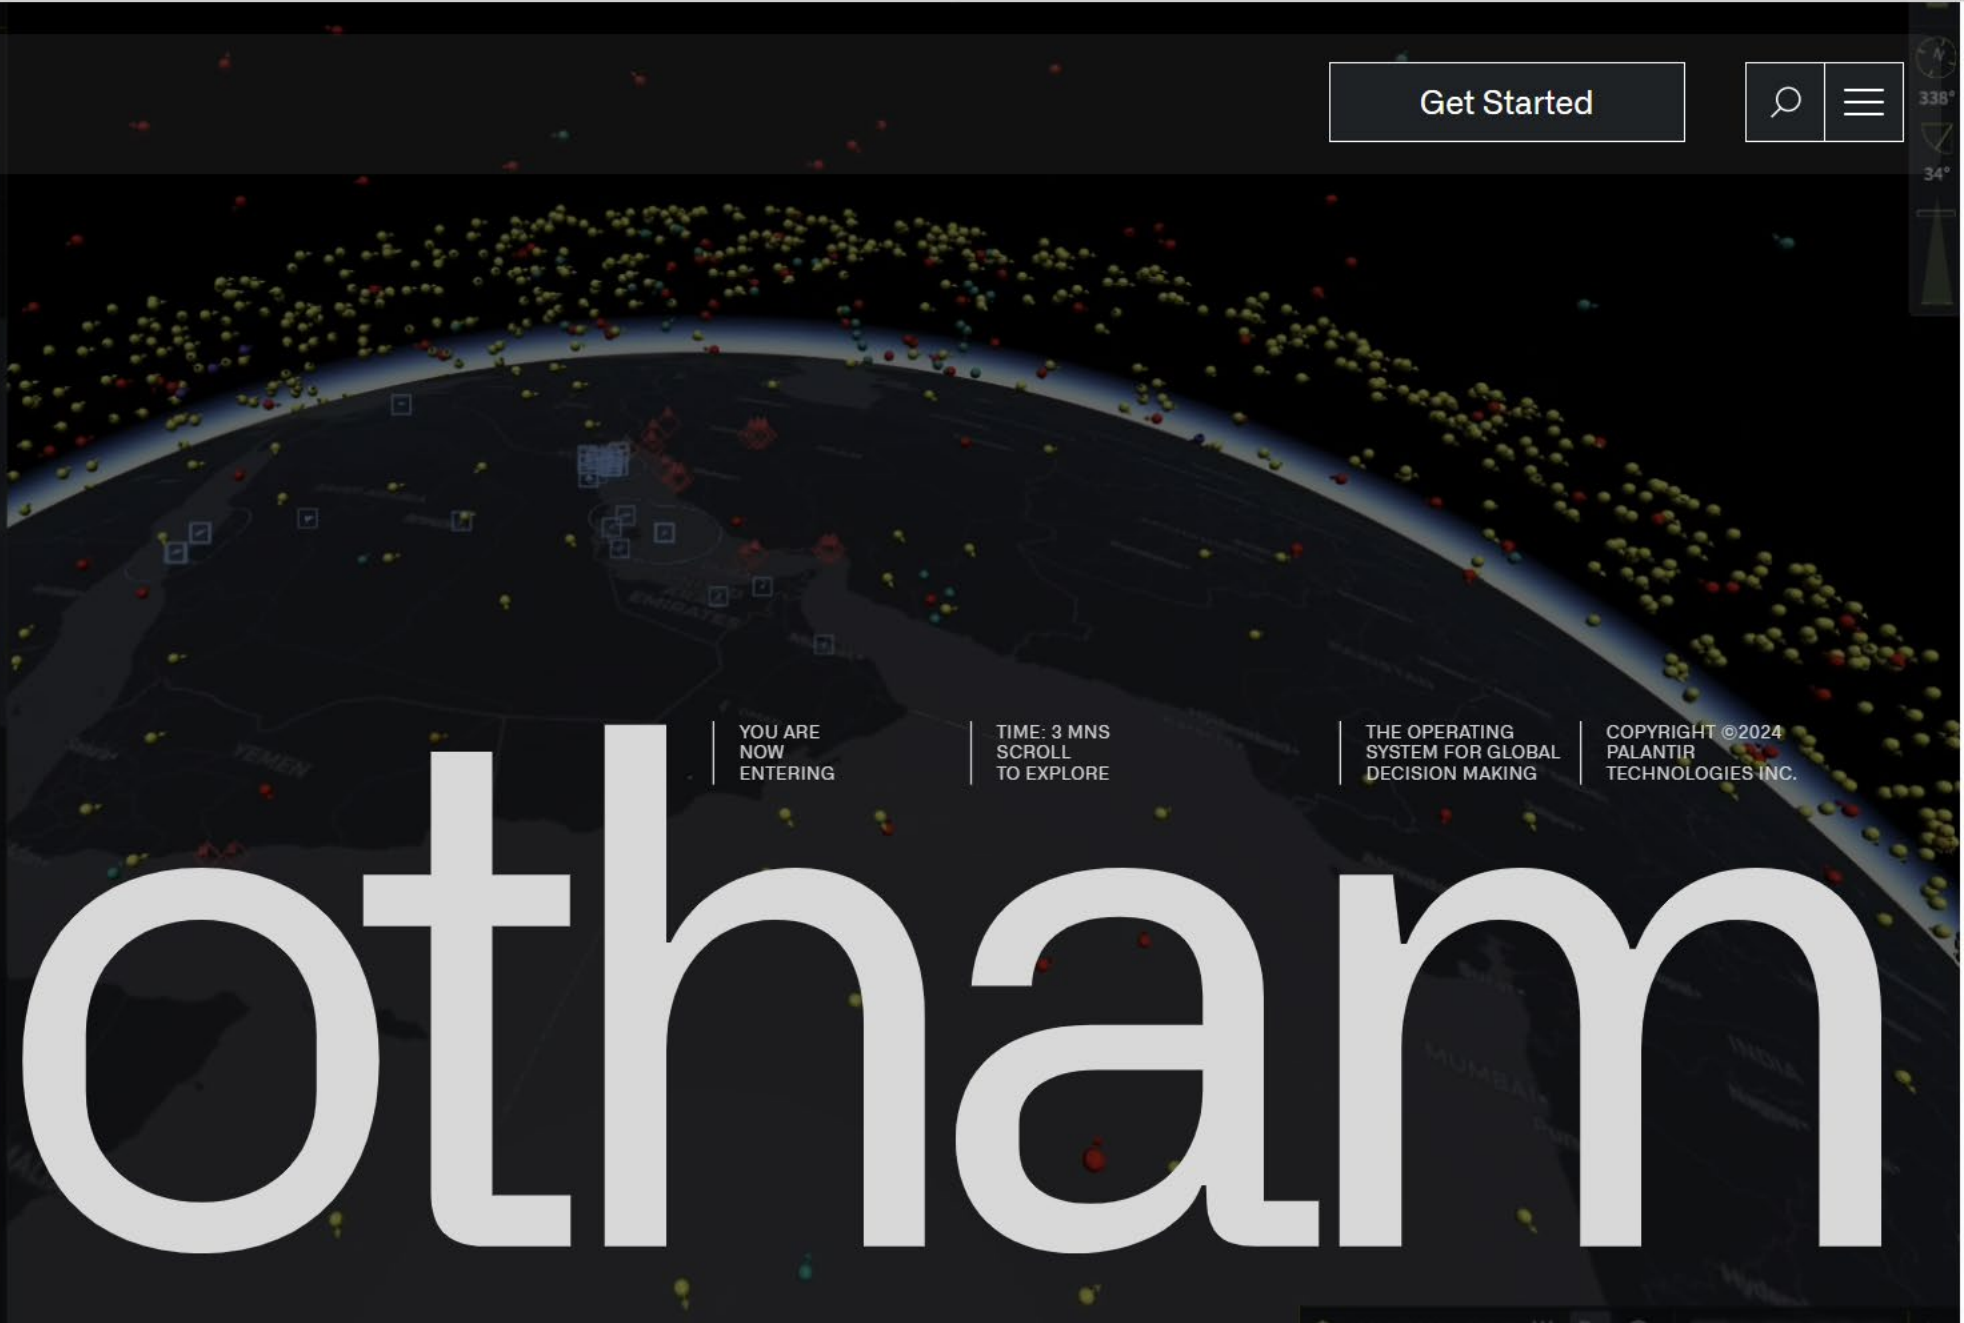 Get Started
N
338°
34°
YOU ARE
NOW
ENTERING
TIME: 3 MNS
SCROLL
TO EXPLORE
THE OPERATING
SYSTEM FOR GLOBAL
DECISION MAKING
COPYRIGHT ©2024
PALANTIR
TECHNOLOGIES INC.
otham
EMIRATES
YEMEN
MUMBAI
INDIA